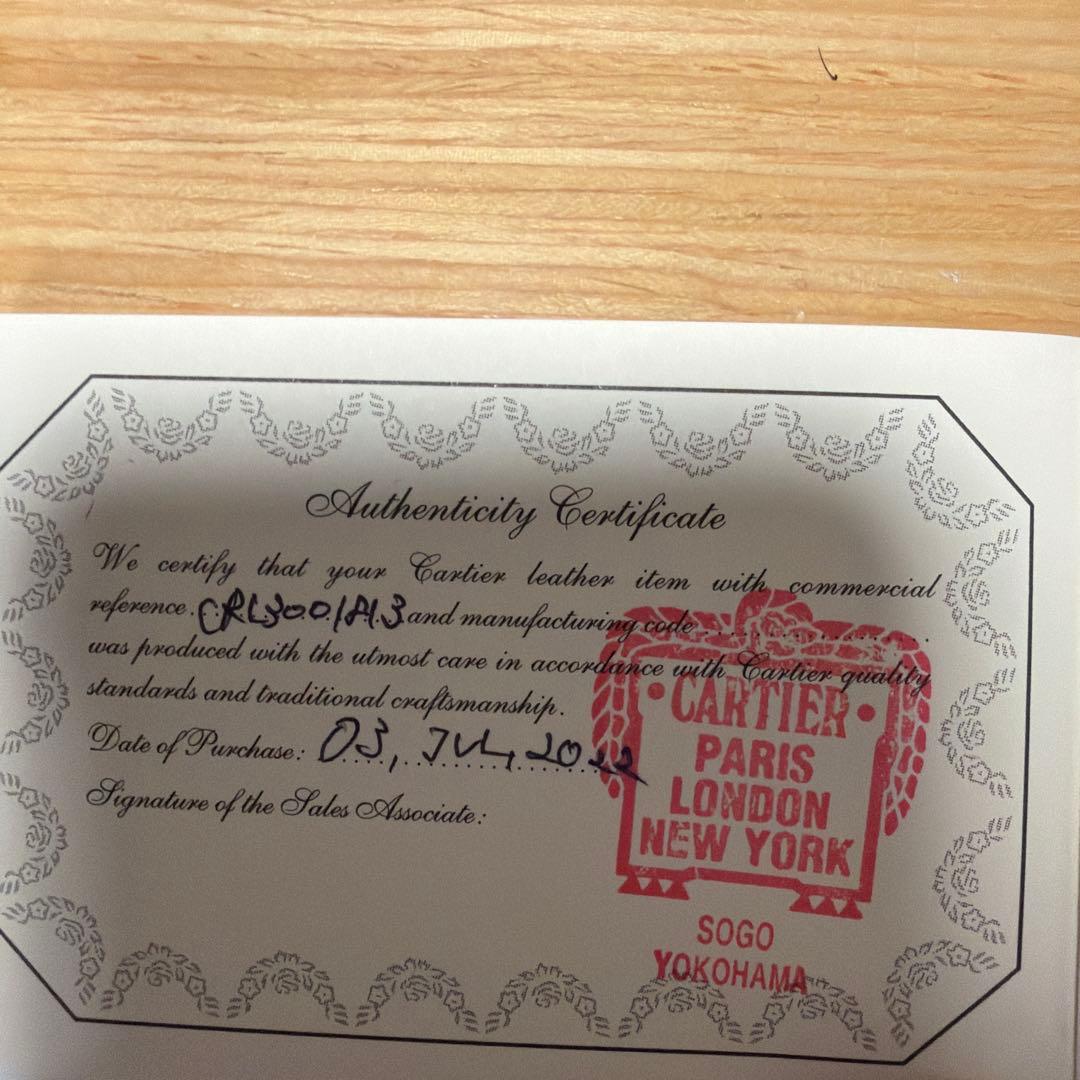 Authenticity Certificate
We certify that your Cartier leather item with commercial
reference. CRL3001813 and manufacturing code ....................
was produced with the utmost care in accordance with Cartier quality
standards and traditional craftsmanship.
Date of Purchase: 03, JUL, 2022
Signature of the Sales Associate:
• CARTIER •
PARIS
LONDON
NEW YORK
SOGO
YOKOHAMA